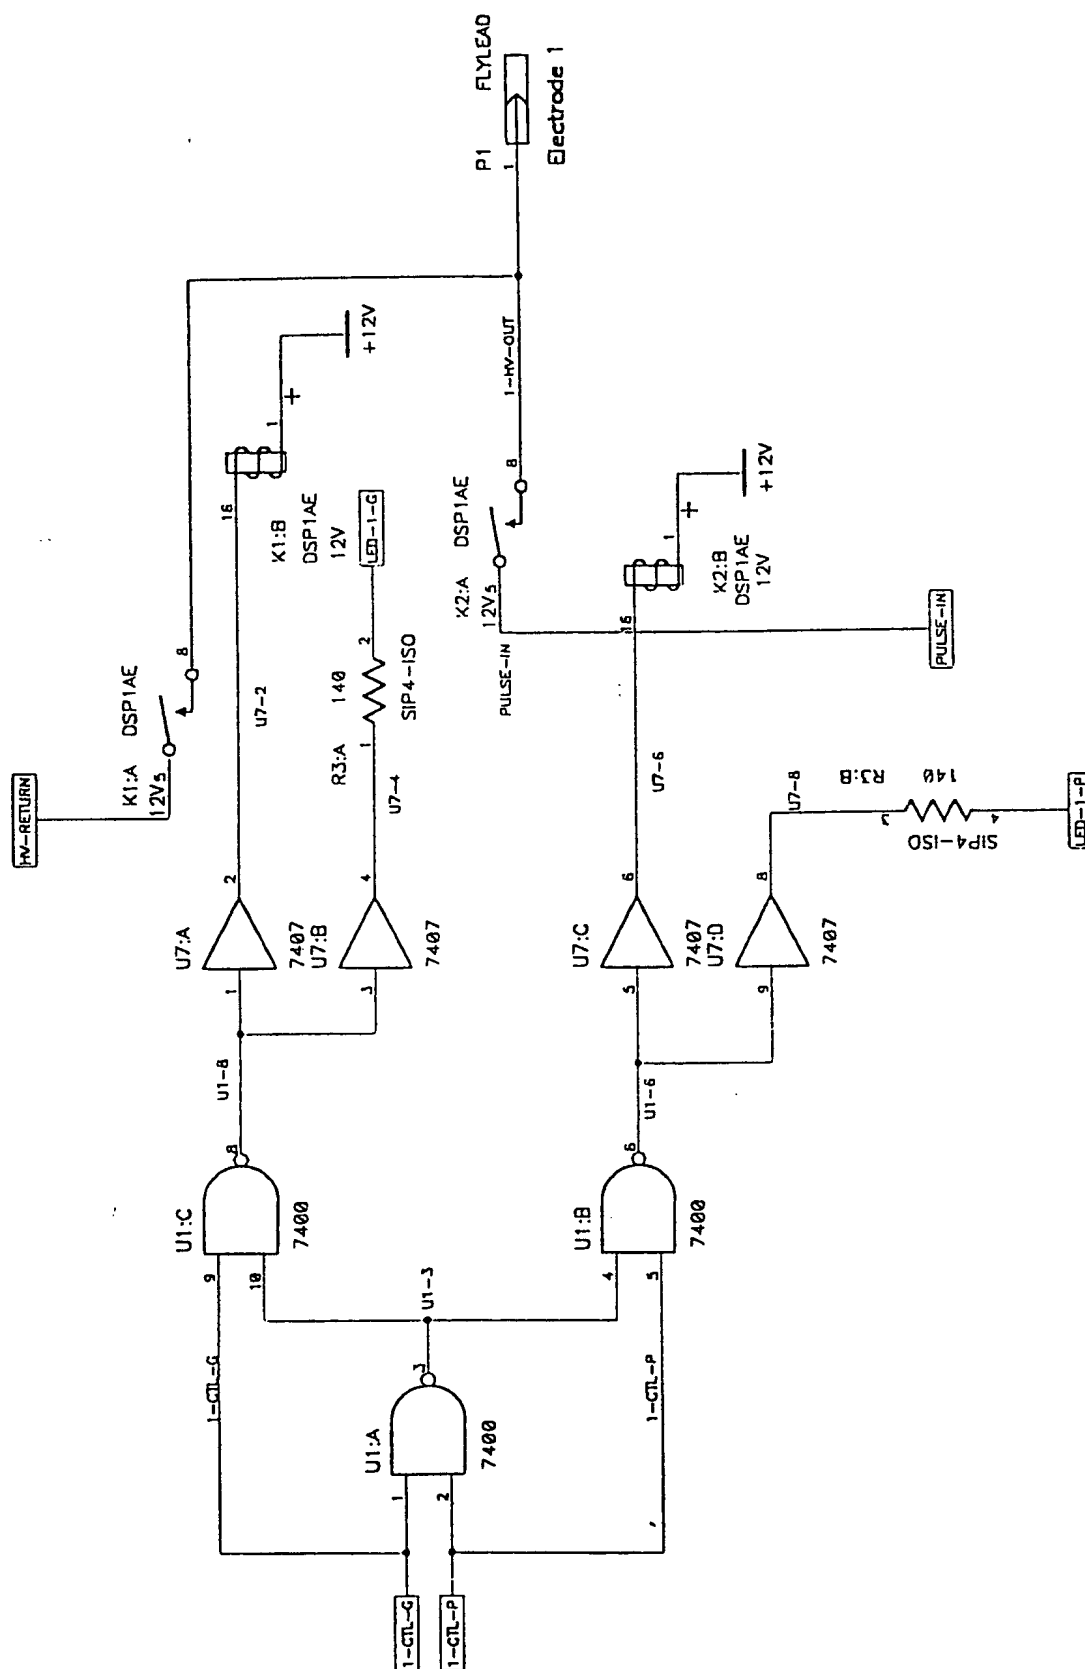 HV-RETURN
K1:A
DSP1AE
12V
5
8
P1
FLYLEAD
1
Electrode 1
U7:A
7407
1
2
U7-2
16
K1:B
DSP1AE
12V
1
+
+12V
U7:B
7407
3
4
U7-4
R3:A
140
1
2
SIP4-ISO
LED-1-G
1-HV-OUT
K2:A
DSP1AE
12V
5
8
PULSE-IN
PULSE-IN
U1:C
7400
9
10
8
U1-8
1-CTL-G
U1:A
7400
1
2
3
U1-3
1-CTL-G
1-CTL-P
1-CTL-P
U1:B
7400
4
5
6
U1-6
U7:C
7407
5
6
U7-6
16
K2:B
DSP1AE
12V
1
+
+12V
U7:D
7407
9
8
U7-8
R3:B
140
3
4
SIP4-ISO
LED-1-P